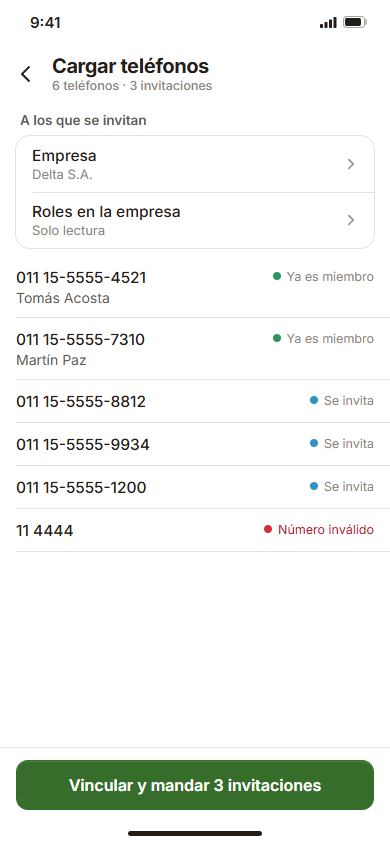 9:41
Cargar teléfonos
6 teléfonos · 3 invitaciones
A los que se invitan
Empresa
Delta S.A.
Roles en la empresa
Solo lectura
011 15-5555-4521 Ya es miembro
Tomás Acosta
011 15-5555-7310 Ya es miembro
Martín Paz
011 15-5555-8812 Se invita
011 15-5555-9934 Se invita
011 15-5555-1200 Se invita
11 4444 Número inválido
Vincular y mandar 3 invitaciones